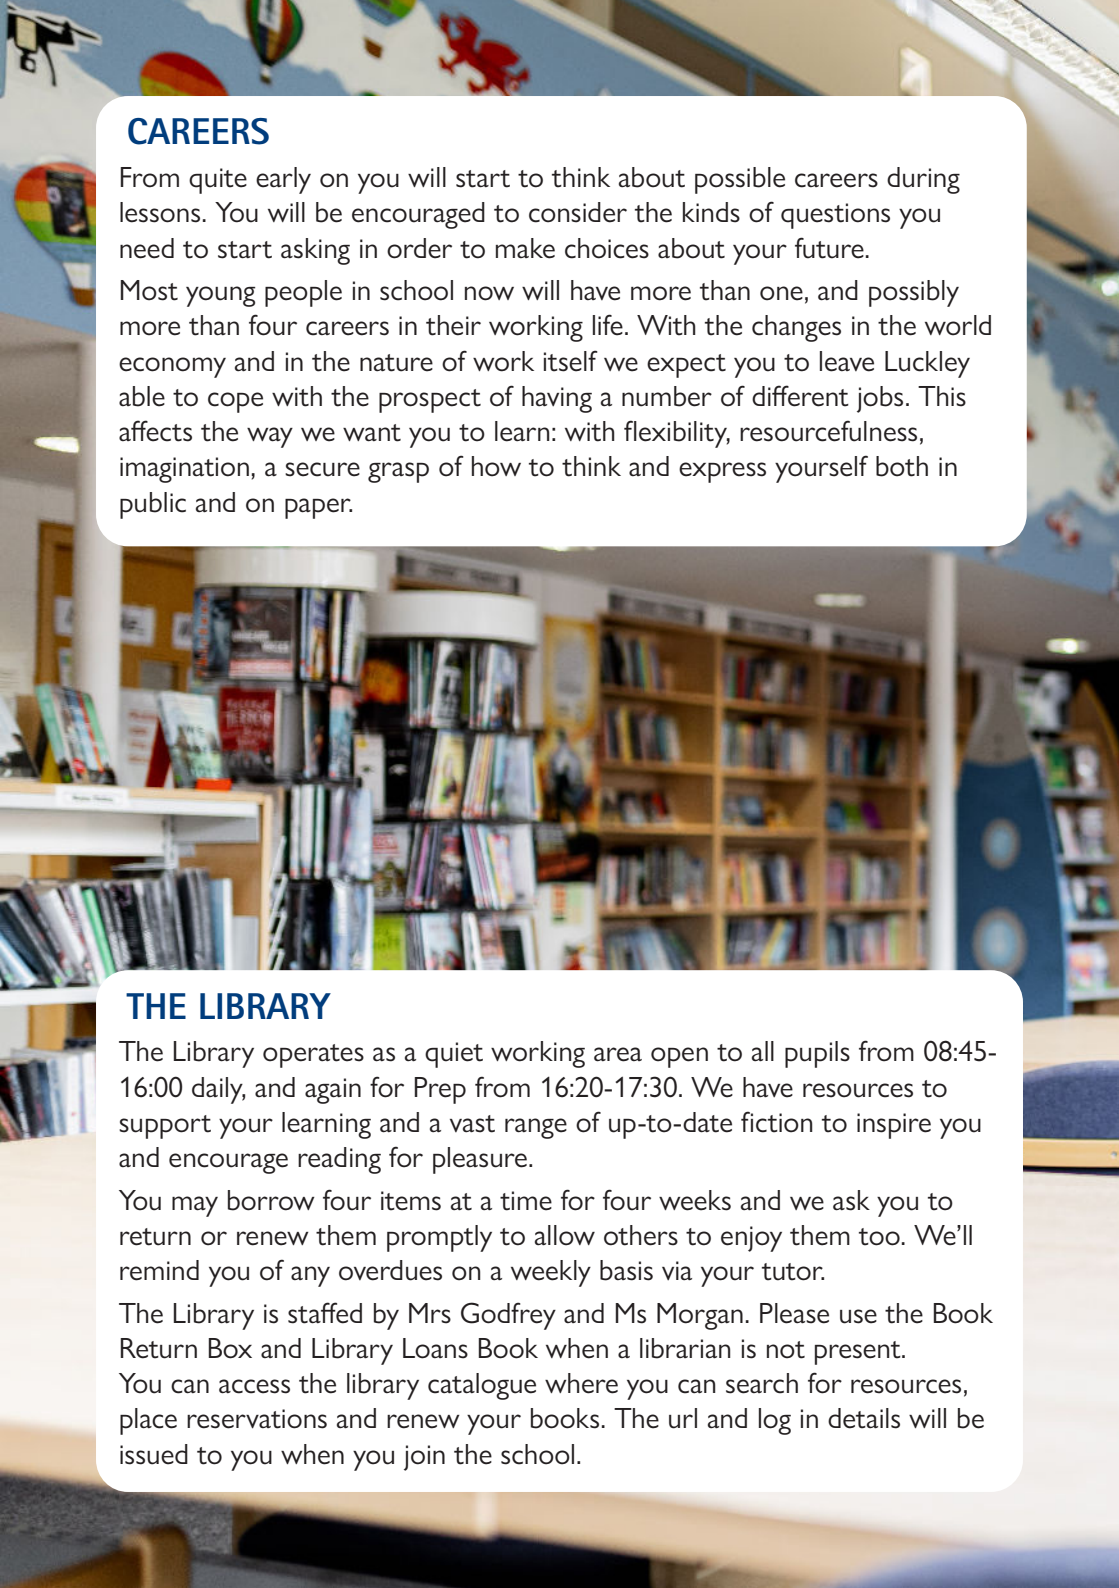 CAREERS
From quite early on you will start to think about possible careers during
lessons. You will be encouraged to consider the kinds of questions you
need to start asking in order to make choices about your future.
Most young people in school now will have more than one, and possibly
more than four careers in their working life. With the changes in the world
economy and in the nature of work itself we expect you to leave Luckley
able to cope with the prospect of having a number of different jobs. This
affects the way we want you to learn: with flexibility, resourcefulness,
imagination, a secure grasp of how to think and express yourself both in
public and on paper.
THE LIBRARY
The Library operates as a quiet working area open to all pupils from 08:45-
16:00 daily, and again for Prep from 16:20-17:30. We have resources to
support your learning and a vast range of up-to-date fiction to inspire you
and encourage reading for pleasure.
You may borrow four items at a time for four weeks and we ask you to
return or renew them promptly to allow others to enjoy them too. We’ll
remind you of any overdues on a weekly basis via your tutor.
The Library is staffed by Mrs Godfrey and Ms Morgan. Please use the Book
Return Box and Library Loans Book when a librarian is not present.
You can access the library catalogue where you can search for resources,
place reservations and renew your books. The url and log in details will be
issued to you when you join the school.